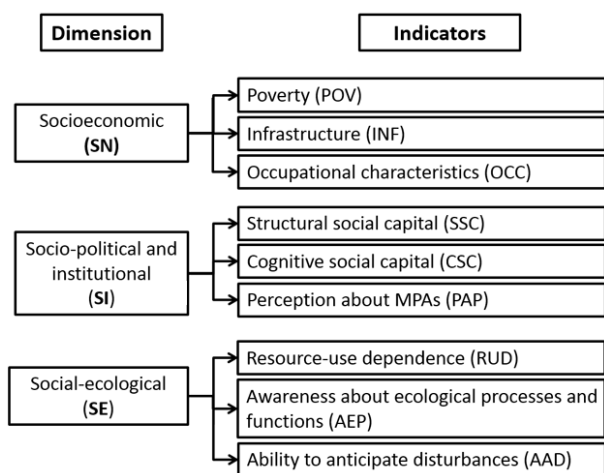 Dimension
Indicators
Socioeconomic
(SN)
Poverty (POV)
Infrastructure (INF)
Occupational characteristics (OCC)
Socio-political and
institutional
(SI)
Structural social capital (SSC)
Cognitive social capital (CSC)
Perception about MPAs (PAP)
Social-ecological
(SE)
Resource-use dependence (RUD)
Awareness about ecological processes and
functions (AEP)
Ability to anticipate disturbances (AAD)